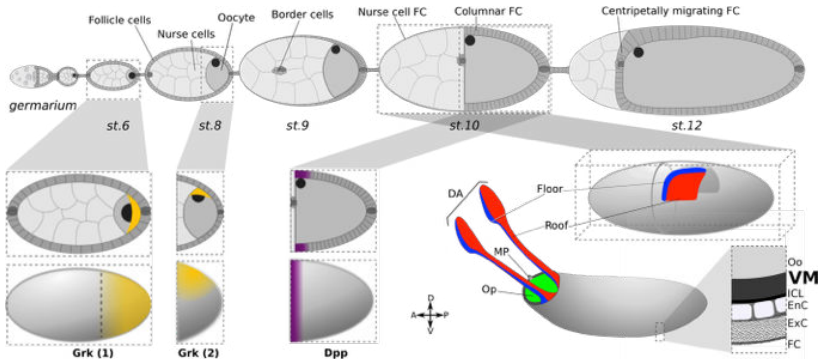 Follicle cells
Nurse cells
Oocyte
Border cells
Nurse cell FC
Columnar FC
Centripetally migrating FC
germarium
st.6
st.8
st.9
st.10
st.12
DA
Floor
Roof
MP
Op
D
A
P
V
Oo
VM
ICL
EnC
ExC
FC
Grk (1)
Grk (2)
Dpp